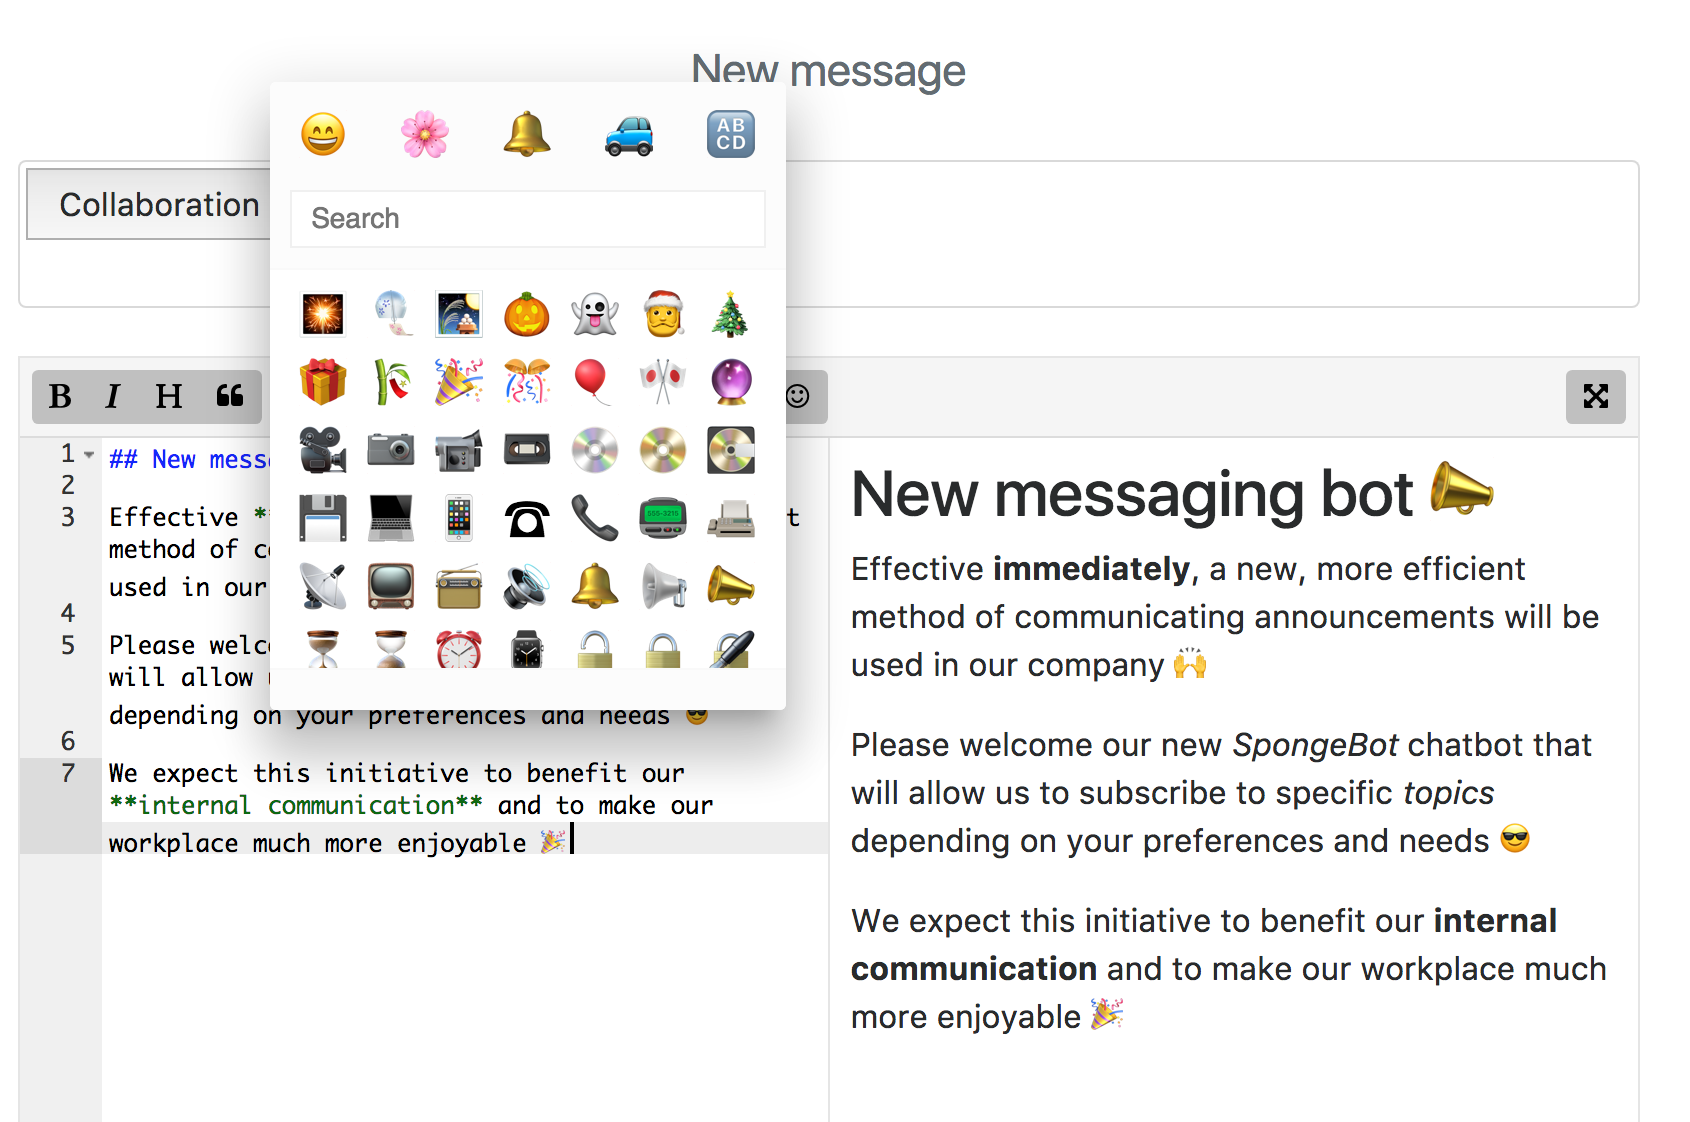 New message
AB
CD
Collaboration
Search
B I H
1 ## New mess
2
3 Effective ** t
method of c
used in our
4
5 Please welc
will allow
depending on your preferences and needs 😎
6
7 We expect this initiative to benefit our
**internal communication** and to make our
workplace much more enjoyable 🎉
New messaging bot 📣
Effective immediately, a new, more efficient
method of communicating announcements will be
used in our company 🙌
Please welcome our new SpongeBot chatbot that
will allow us to subscribe to specific topics
depending on your preferences and needs 😎
We expect this initiative to benefit our internal
communication and to make our workplace much
more enjoyable 🎉